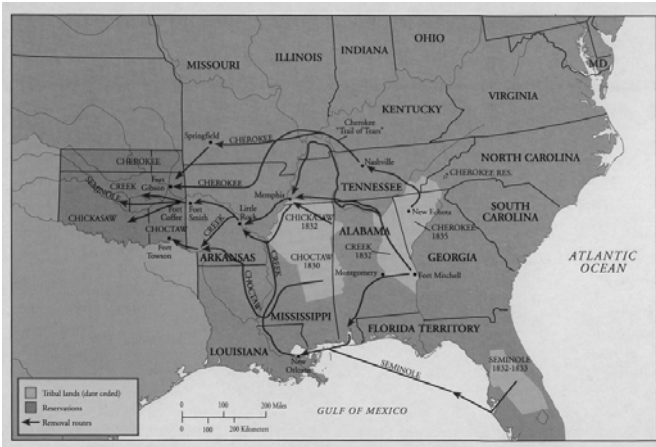 OHIO
INDIANA
ILLINOIS
MISSOURI
MD.
VIRGINIA
KENTUCKY
Cherokee
"Trail of Tears"
Springfield
CHEROKEE
Nashville
NORTH CAROLINA
CHEROKEE RES.
CHEROKEE
CREEK
Fort
Gibson
CHEROKEE
TENNESSEE
SEMINOLE
Memphis
New Echota
SOUTH
CAROLINA
Fort
Coffee
Fort
Smith
Little
Rock
CHICKASAW
CHICKASAW
1832
ALABAMA
CHEROKEE
1835
CHOCTAW
CREEK
CREEK
1832
GEORGIA
ATLANTIC
OCEAN
Fort
Towson
ARKANSAS
CREEK
CHOCTAW
1830
Montgomery
Fort Mitchell
CHOCTAW
MISSISSIPPI
FLORIDA TERRITORY
LOUISIANA
New
Orleans
SEMINOLE
SEMINOLE
1832-1833
Tribal lands (date ceded)
Reservations
Removal routes
0 100 200 Miles
0 100 200 Kilometers
GULF OF MEXICO